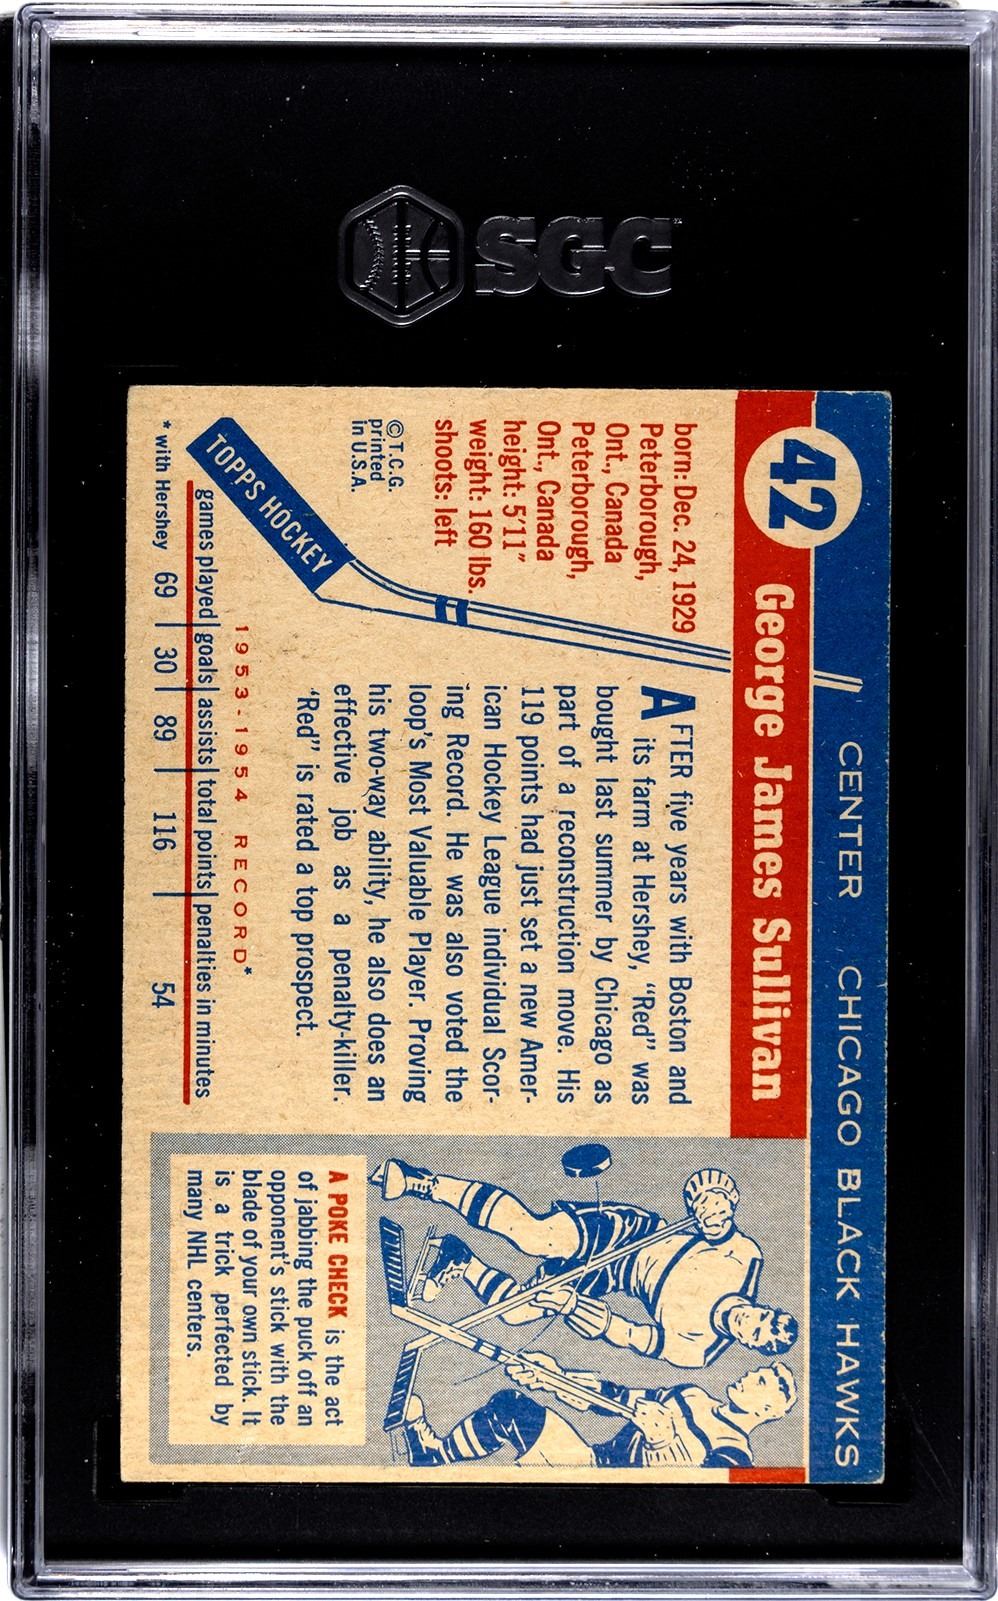 SGC
42
CENTER CHICAGO BLACK HAWKS
George James Sullivan
born: Dec. 24, 1929
Peterborough,
Ont., Canada
Peterborough,
Ont., Canada
height: 5'11"
weight: 160 lbs.
shoots: left
© T.C.G.
printed
in U.S.A.
TOPPS HOCKEY
AFTER five years with Boston and
its farm at Hershey, "Red" was
bought last summer by Chicago as
part of a reconstruction move. His
119 points had just set a new Amer-
ican Hockey League individual Scor-
ing Record. He was also voted the
loop's Most Valuable Player. Proving
his two-way ability, he also does an
effective job as a penalty-killer.
"Red" is rated a top prospect.
1953-1954 RECORD*
games played goals assists total points penalties in minutes
* with Hershey 69 30 89 116 54
A POKE CHECK is the act
of jabbing the puck off an
opponent's stick with the
blade of your own stick. It
is a trick perfected by
many NHL centers.